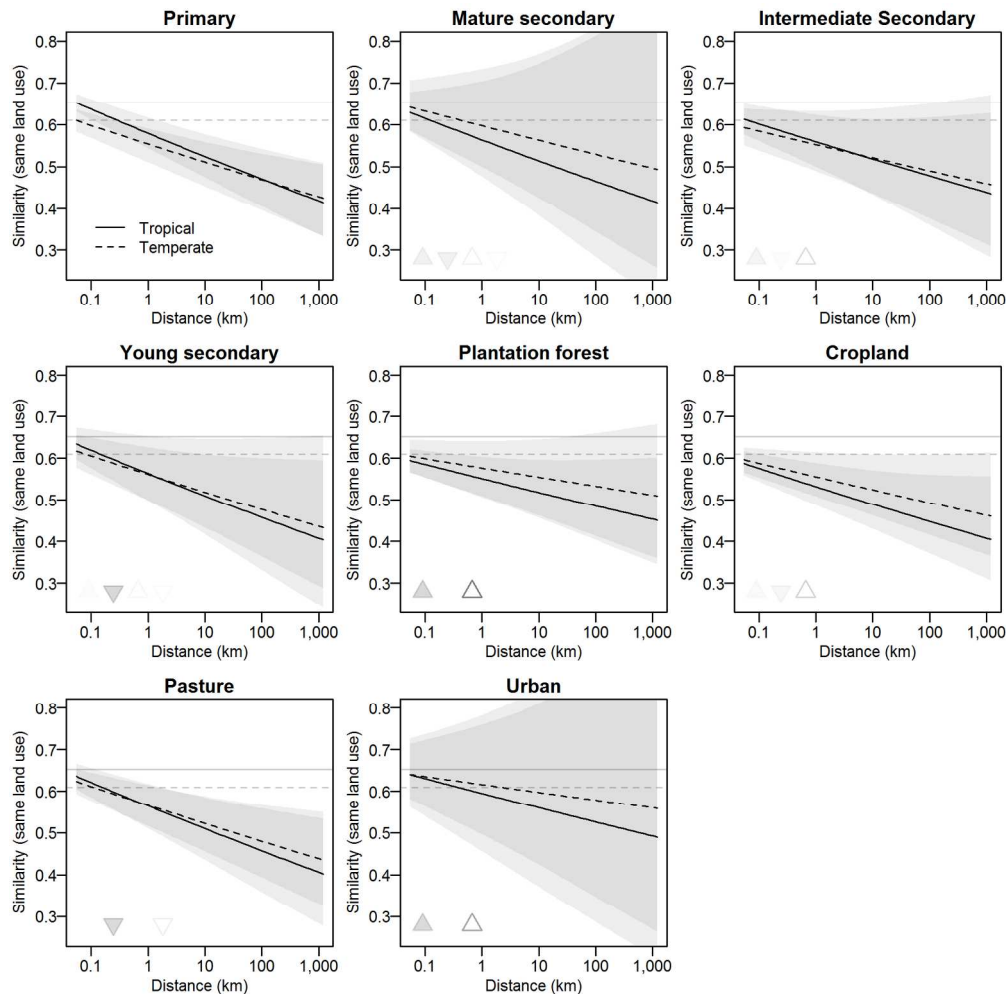 Primary
Similarity (same land use)
0.8
0.7
0.6
0.5
0.4
0.3
Tropical
Temperate
0.1 1 10 100 1,000
Distance (km)
Mature secondary
Similarity (same land use)
0.8
0.7
0.6
0.5
0.4
0.3
0.1 1 10 100 1,000
Distance (km)
Intermediate Secondary
Similarity (same land use)
0.8
0.7
0.6
0.5
0.4
0.3
0.1 1 10 100 1,000
Distance (km)
Young secondary
Similarity (same land use)
0.8
0.7
0.6
0.5
0.4
0.3
0.1 1 10 100 1,000
Distance (km)
Plantation forest
Similarity (same land use)
0.8
0.7
0.6
0.5
0.4
0.3
0.1 1 10 100 1,000
Distance (km)
Cropland
Similarity (same land use)
0.8
0.7
0.6
0.5
0.4
0.3
0.1 1 10 100 1,000
Distance (km)
Pasture
Similarity (same land use)
0.8
0.7
0.6
0.5
0.4
0.3
0.1 1 10 100 1,000
Distance (km)
Urban
Similarity (same land use)
0.8
0.7
0.6
0.5
0.4
0.3
0.1 1 10 100 1,000
Distance (km)